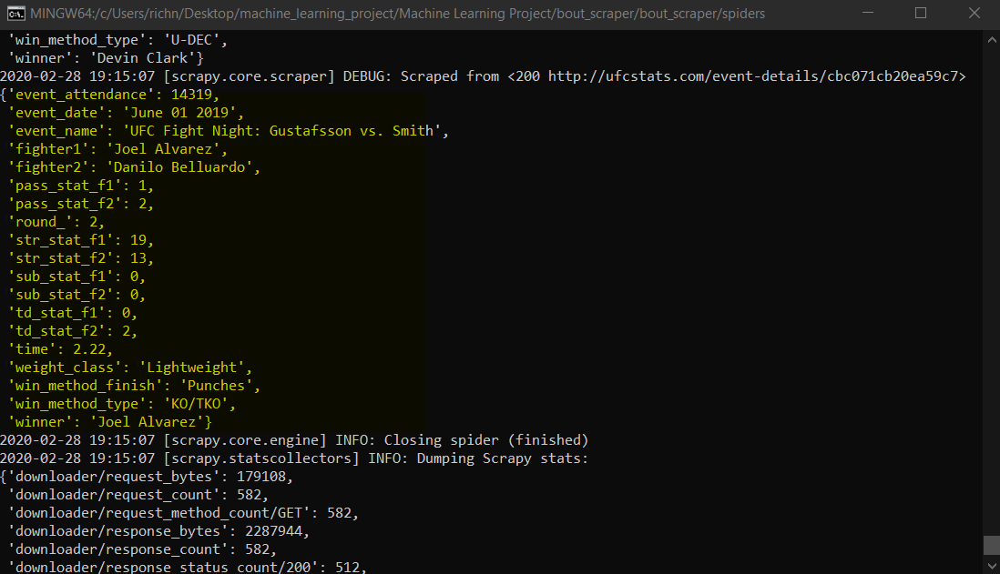 MINGW64:/c/Users/richn/Desktop/machine_learning_project/Machine Learning Project/bout_scraper/bout_scraper/spiders
'win_method_type': 'U-DEC',
'winner': 'Devin Clark'}
2020-02-28 19:15:07 [scrapy.core.scraper] DEBUG: Scraped from <200 http://ufcstats.com/event-details/cbc071cb20ea59c7>
{'event_attendance': 14319,
'event_date': 'June 01 2019',
'event_name': 'UFC Fight Night: Gustafsson vs. Smith',
'fighter1': 'Joel Alvarez',
'fighter2': 'Danilo Belluardo',
'pass_stat_f1': 1,
'pass_stat_f2': 2,
'round_': 2,
'str_stat_f1': 19,
'str_stat_f2': 13,
'sub_stat_f1': 0,
'sub_stat_f2': 0,
'td_stat_f1': 0,
'td_stat_f2': 2,
'time': 2.22,
'weight_class': 'Lightweight',
'win_method_finish': 'Punches',
'win_method_type': 'KO/TKO',
'winner': 'Joel Alvarez'}
2020-02-28 19:15:07 [scrapy.core.engine] INFO: Closing spider (finished)
2020-02-28 19:15:07 [scrapy.statscollectors] INFO: Dumping Scrapy stats:
{'downloader/request_bytes': 179108,
'downloader/request_count': 582,
'downloader/request_method_count/GET': 582,
'downloader/response_bytes': 2287944,
'downloader/response_count': 582,
'downloader/response_status_count/200': 512,